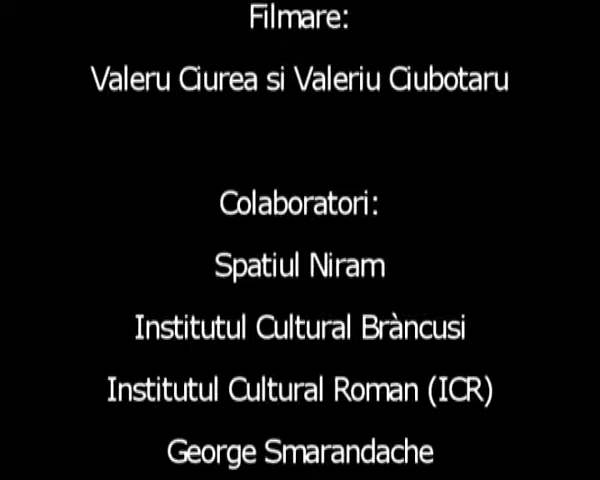 Filmare:
Valeru Ciurea si Valeriu Ciubotaru
Colaboratori:
Spatiul Niram
Institutul Cultural Bràncusi
Institutul Cultural Roman (ICR)
George Smarandache